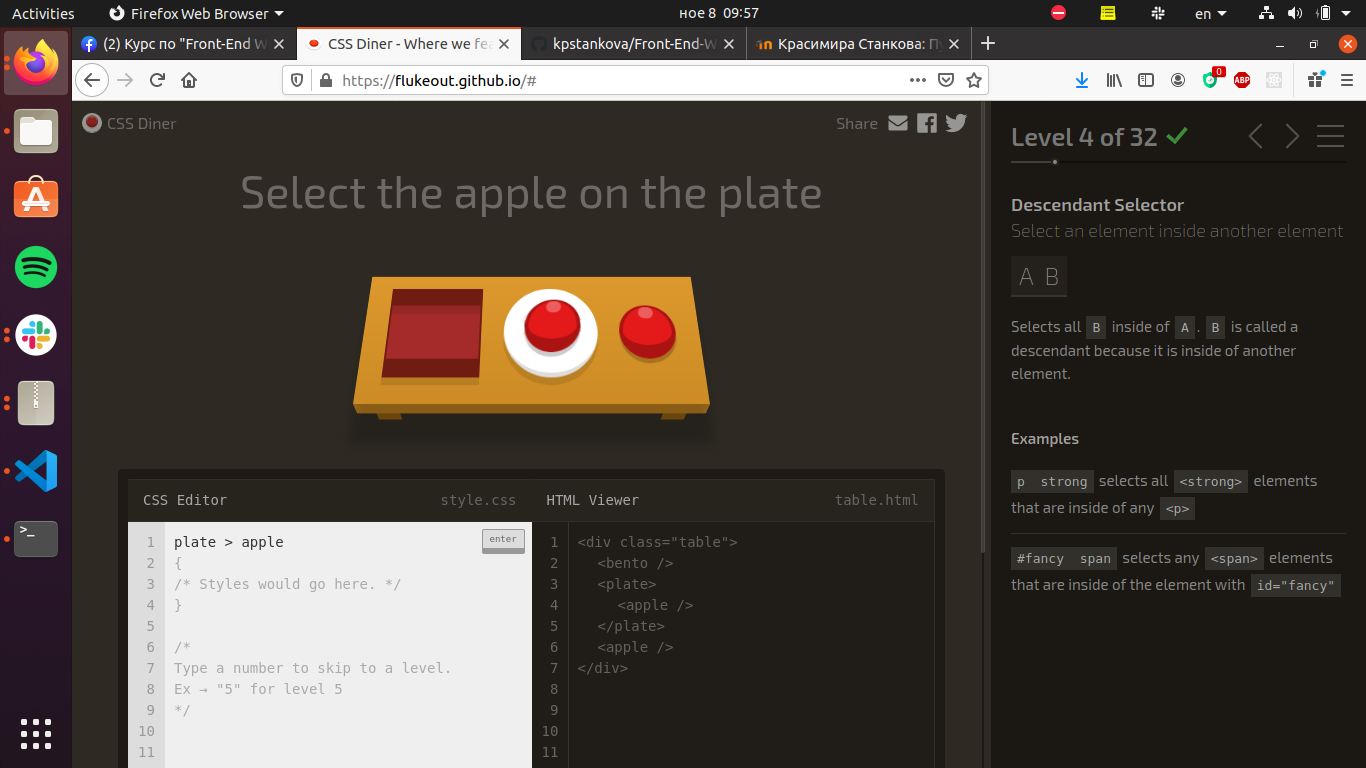 Activities
Firefox Web Browser
ное 8 09:57
en
(2) Курс по "Front-End W
CSS Diner - Where we fea
kpstankova/Front-End-W
Красимира Станкова: П
https://flukeout.github.io/#
0
ABP
CSS Diner
Share
Select the apple on the plate
CSS Editor
style.css
HTML Viewer
table.html
enter
1 plate > apple
2 {
3 /* Styles would go here. */
4 }
5
6 /*
7 Type a number to skip to a level.
8 Ex → "5" for level 5
9 */
10
11
1 <div class="table">
2 <bento />
3 <plate>
4 <apple />
5 </plate>
6 <apple />
7 </div>
8
9
10
11
Level 4 of 32
Descendant Selector
Select an element inside another element
A B
Selects all B inside of A . B is called a
descendant because it is inside of another
element.
Examples
p strong selects all <strong> elements
that are inside of any <p>
#fancy span selects any <span> elements
that are inside of the element with id="fancy"
>_